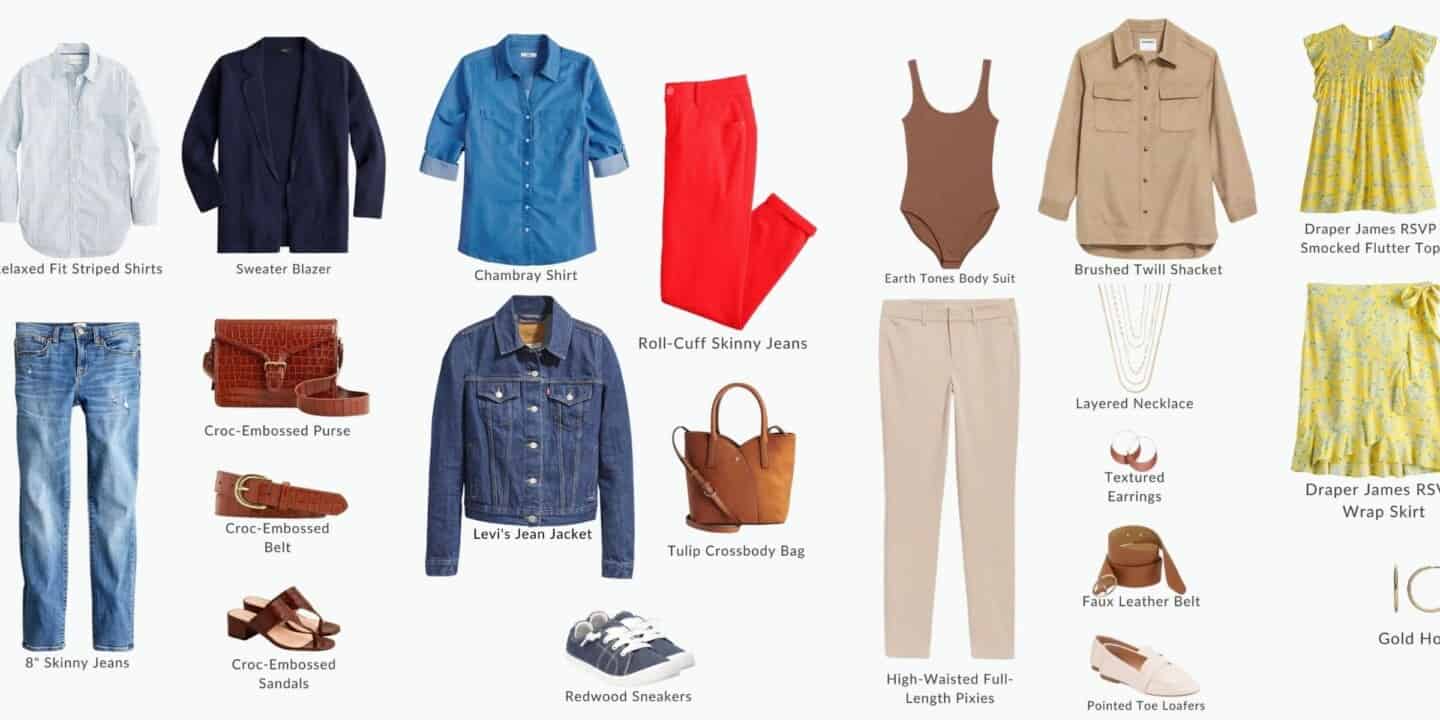 elaxed Fit Striped Shirts
Sweater Blazer
8" Skinny Jeans
Croc-Embossed Purse
Croc-Embossed
Belt
Croc-Embossed
Sandals
Chambray Shirt
Roll-Cuff Skinny Jeans
Levi's Jean Jacket
Tulip Crossbody Bag
Redwood Sneakers
Earth Tones Body Suit
Brushed Twill Shacket
High-Waisted Full-
Length Pixies
Layered Necklace
Textured
Earrings
Faux Leather Belt
Pointed Toe Loafers
Draper James RSVP
Smocked Flutter Top
Draper James RSV
Wrap Skirt
Gold Ho